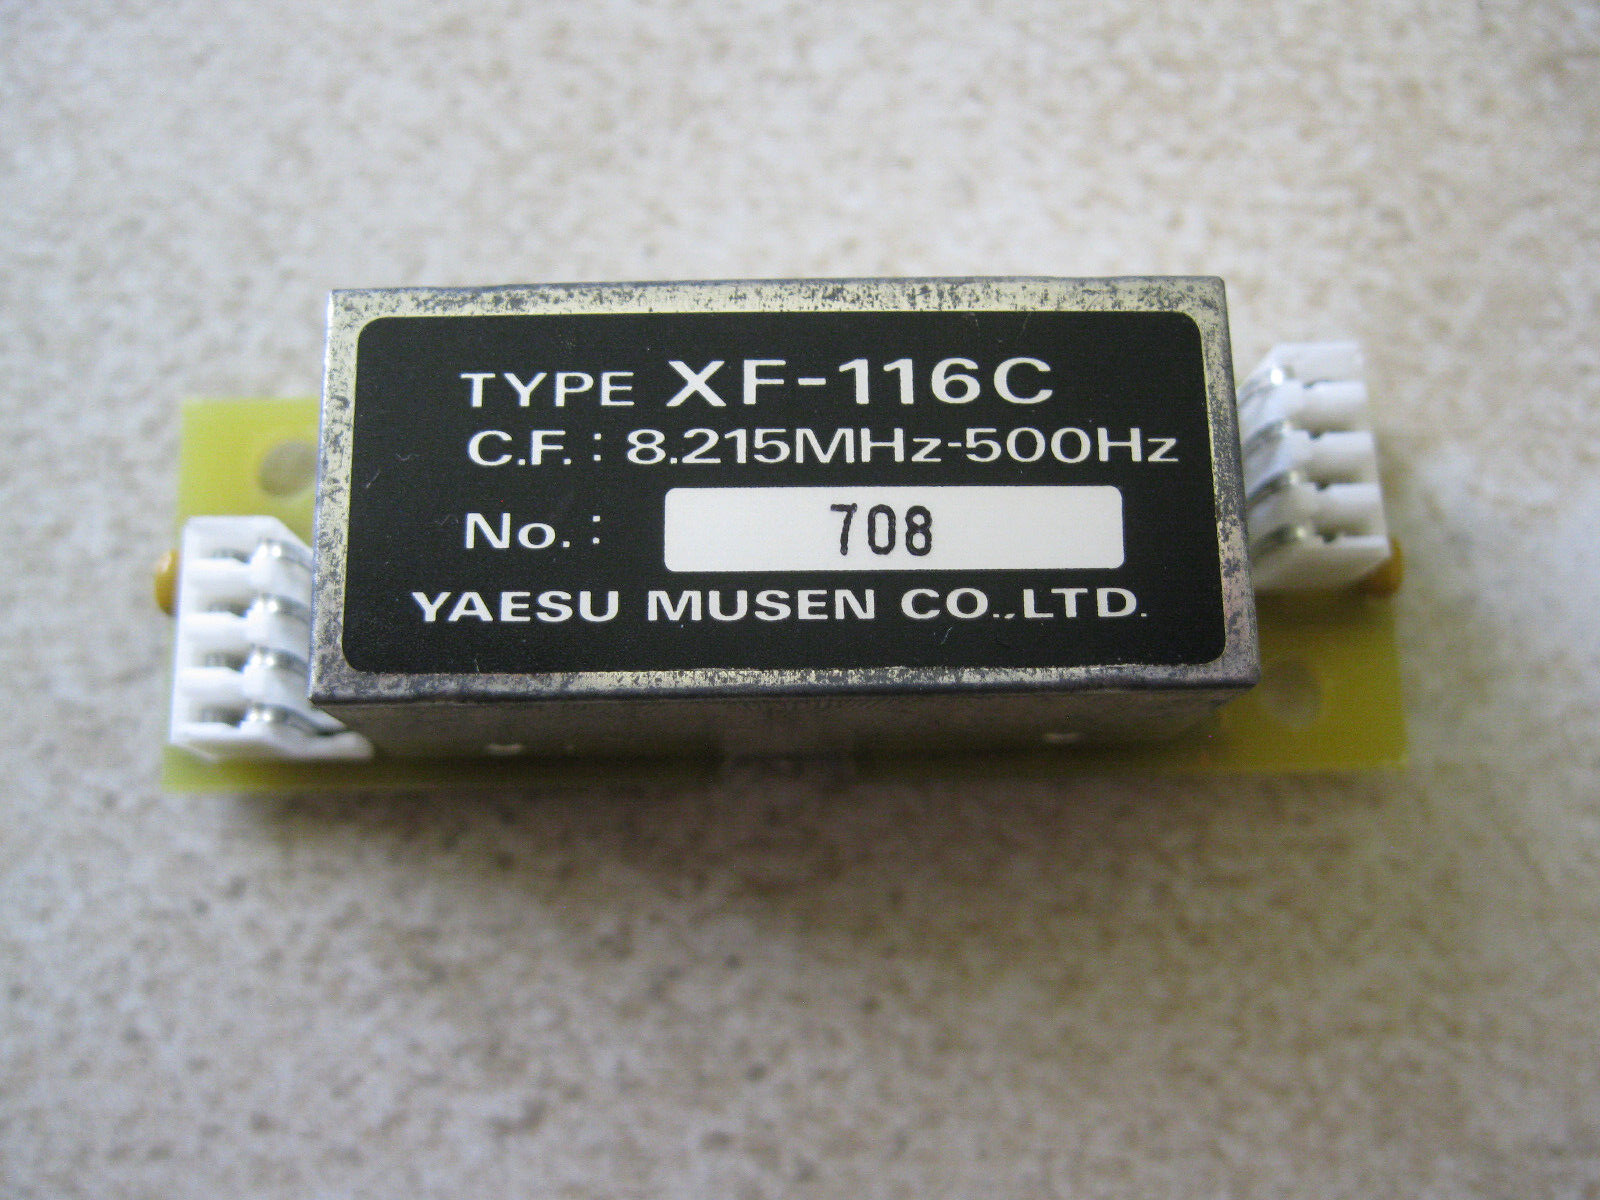 TYPE XF-116C
C.F.: 8.215MHz-500Hz
No.: 708
YAESU MUSEN CO.,LTD.